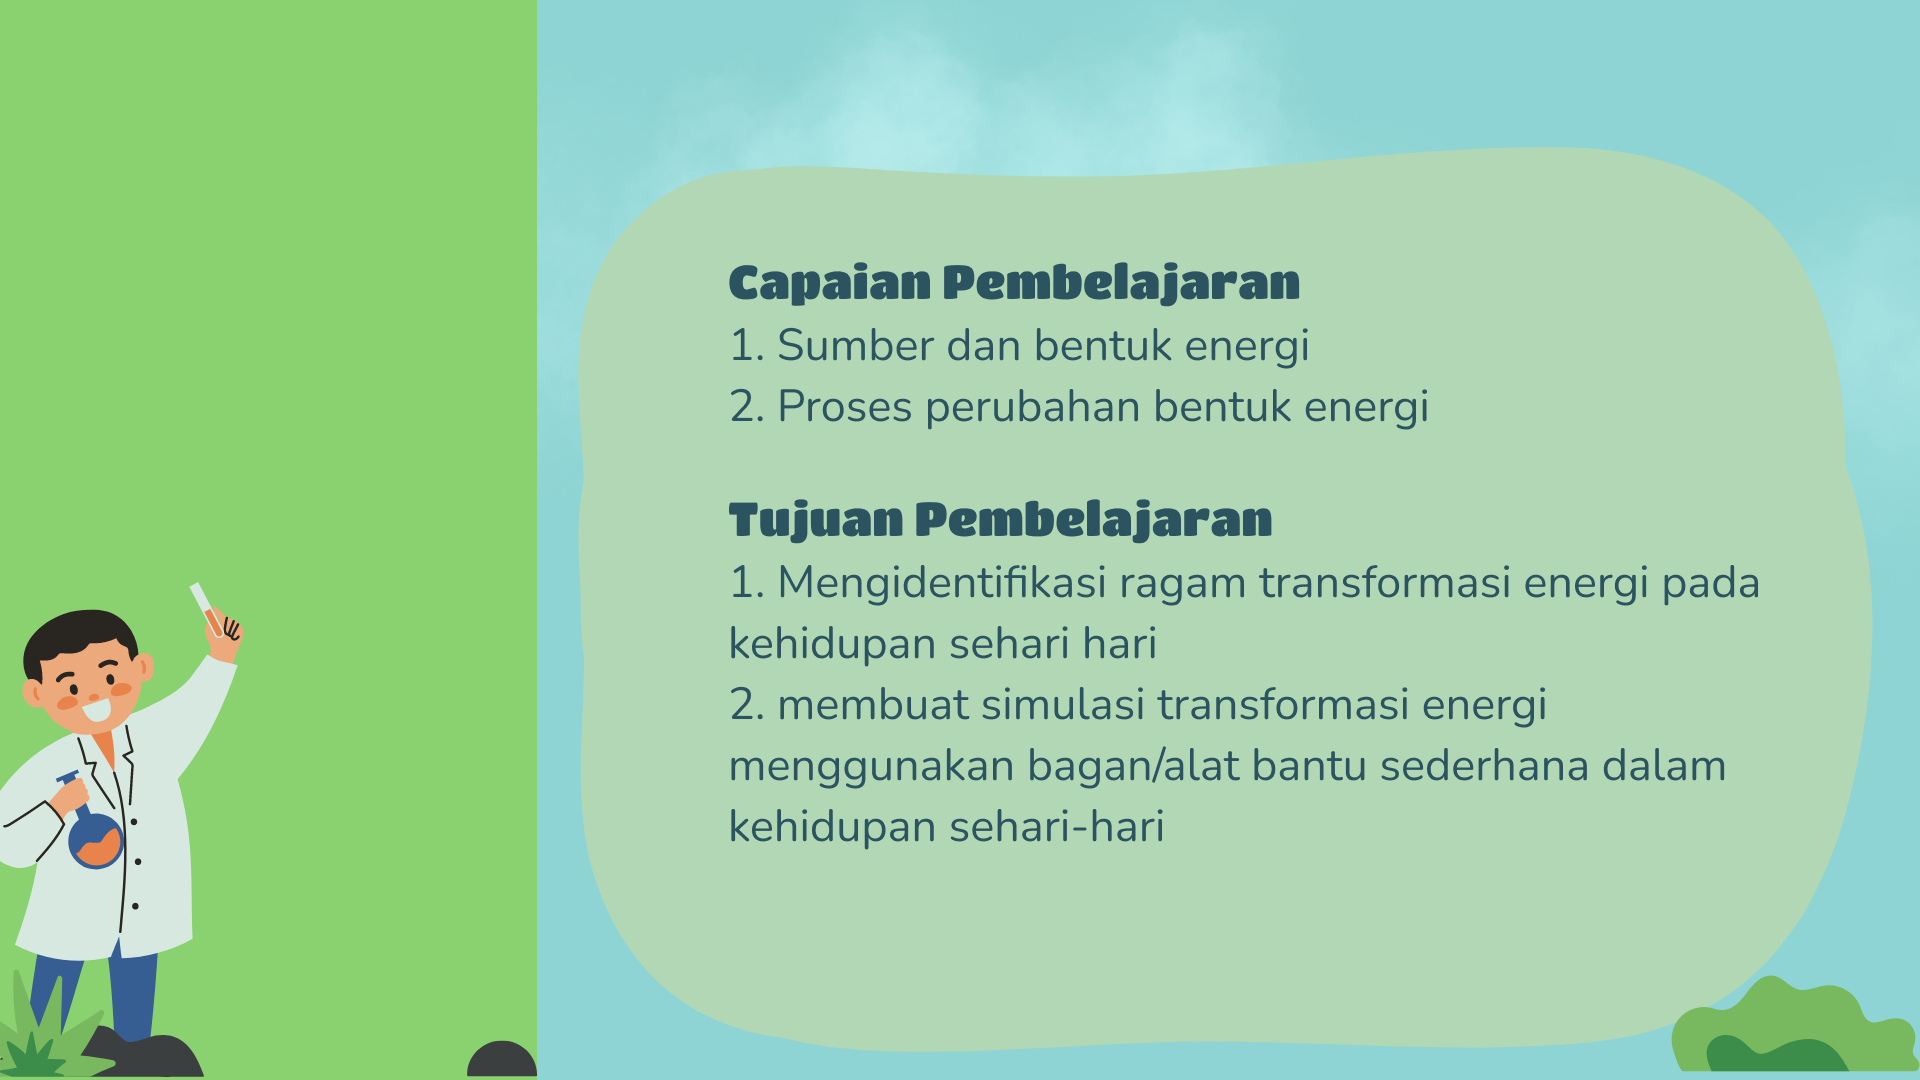 Capaian Pembelajaran
1. Sumber dan bentuk energi
2. Proses perubahan bentuk energi
Tujuan Pembelajaran
1. Mengidentifikasi ragam transformasi energi pada
kehidupan sehari hari
2. membuat simulasi transformasi energi
menggunakan bagan/alat bantu sederhana dalam
kehidupan sehari-hari